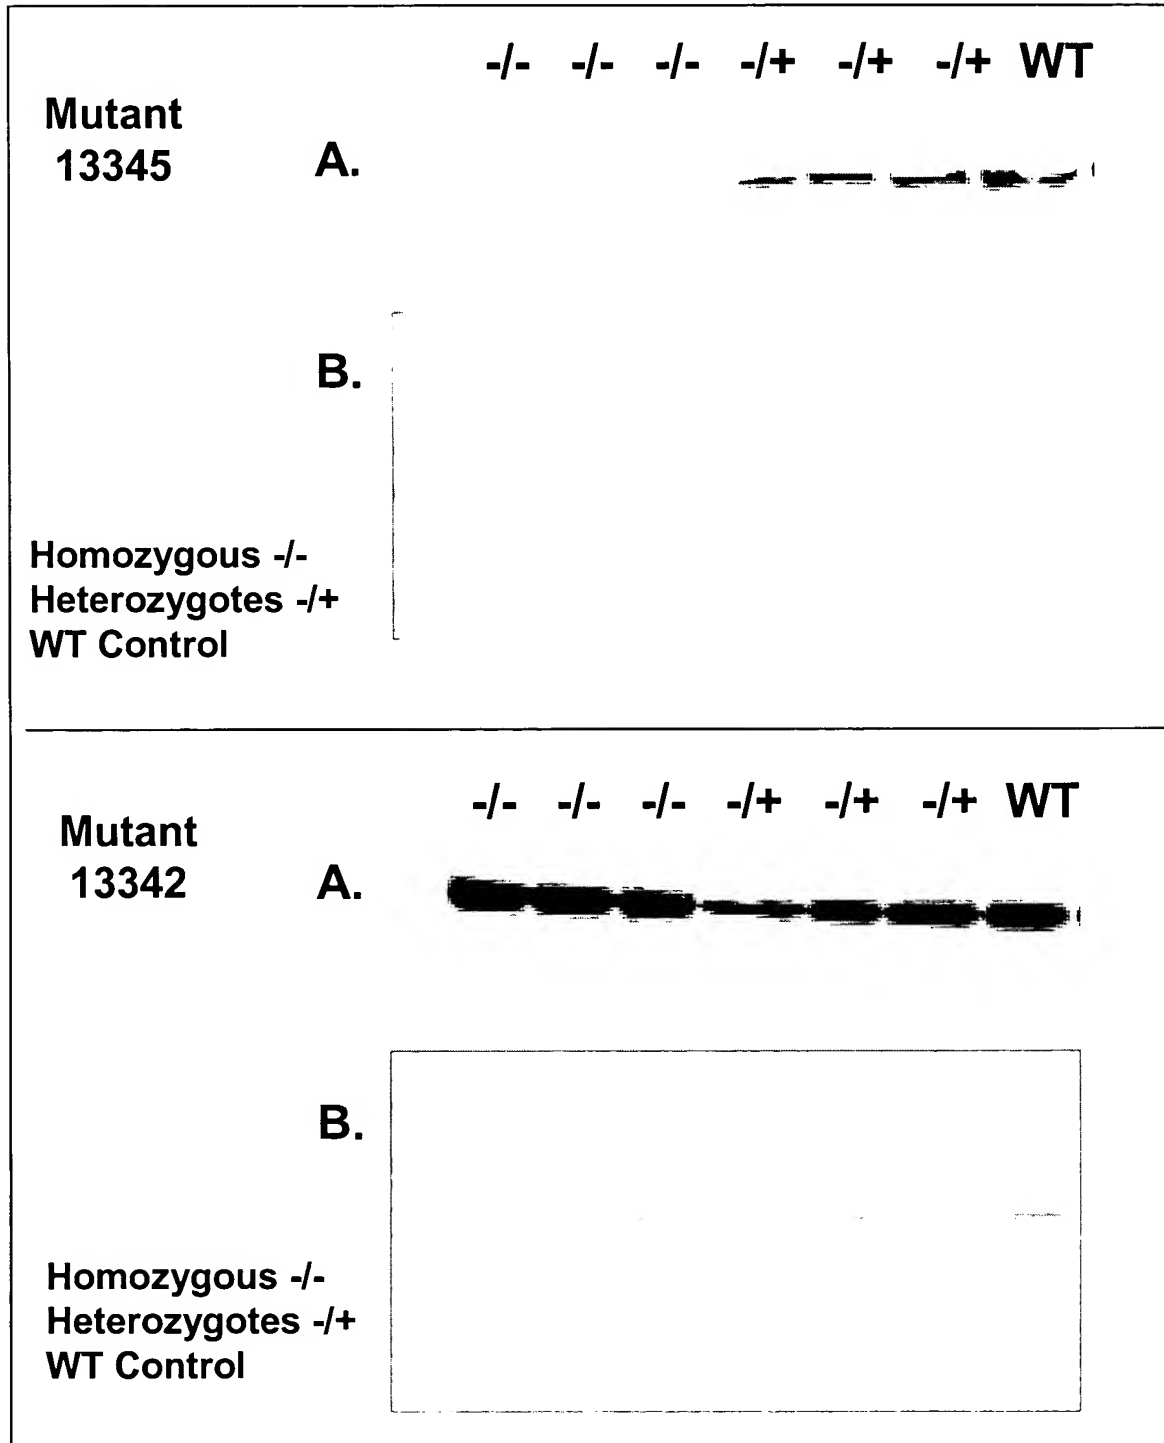 -/- -/- -/- -/+ -/+ -/+ WT
Mutant
13345
A.
B.
Homozygous -/-
Heterozygotes -/+
WT Control
-/- -/- -/- -/+ -/+ -/+ WT
Mutant
13342
A.
B.
Homozygous -/-
Heterozygotes -/+
WT Control